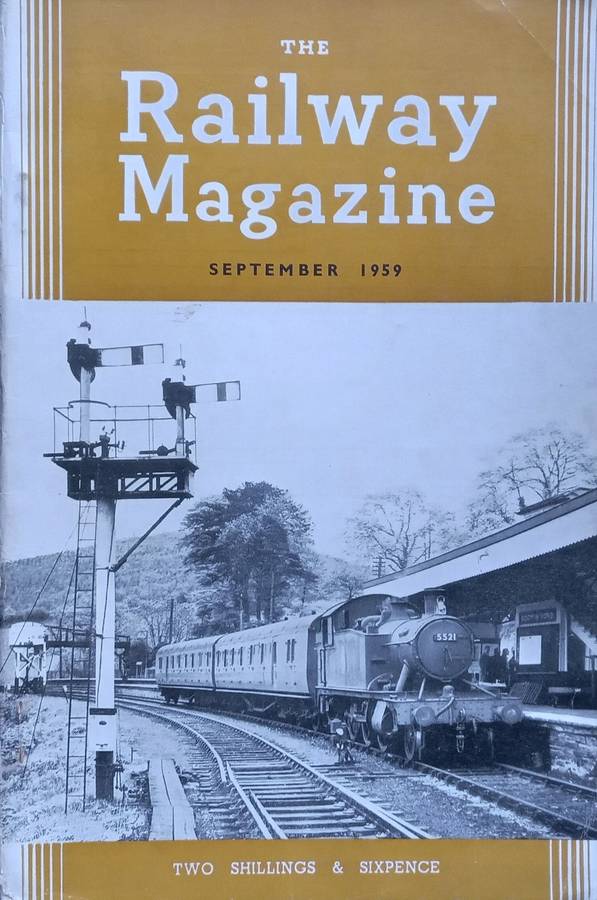 THE
Railway
Magazine
SEPTEMBER 1959
5521
TWO SHILLINGS & SIXPENCE